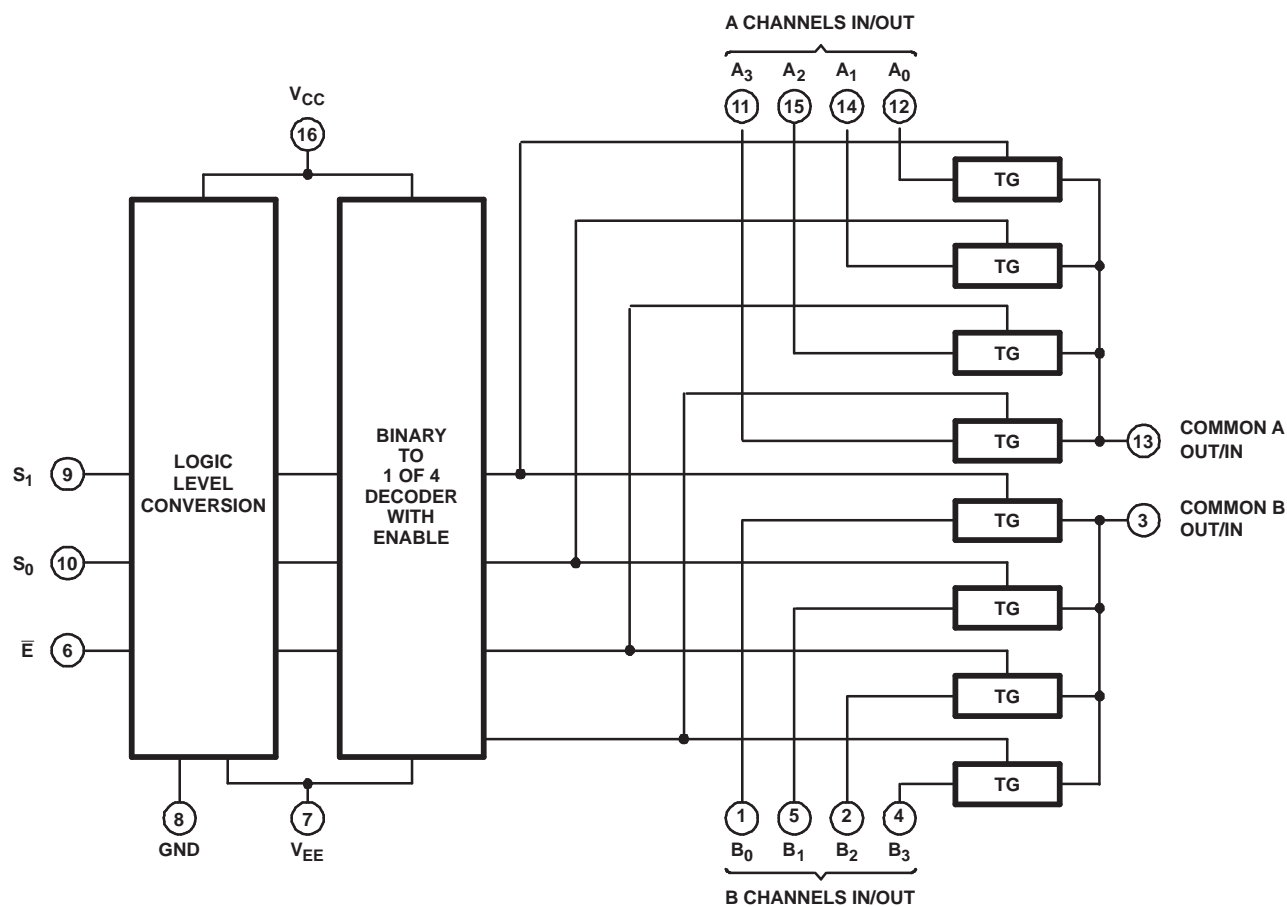 A CHANNELS IN/OUT
A3 A2 A1 A0
11 15 14 12
VCC
16
TG
TG
TG
TG
13 COMMON A
OUT/IN
LOGIC
LEVEL
CONVERSION
BINARY
TO
1 OF 4
DECODER
WITH
ENABLE
S1 9
S0 10
E̅ 6
TG
3 COMMON B
OUT/IN
TG
TG
TG
8
GND
7
VEE
1 5 2 4
B0 B1 B2 B3
B CHANNELS IN/OUT